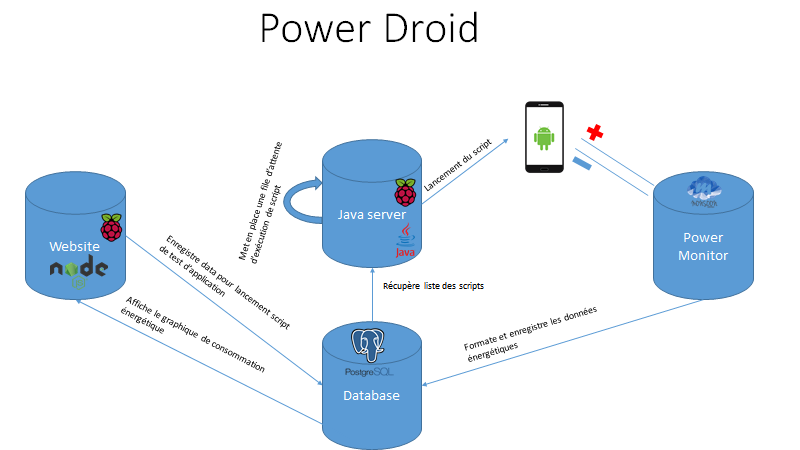 Power Droid
Met en place une file d'attente
d'exécution de script
Lancement du script
Java server
Java
Website
node
Power
Monitor
Enregistre data pour lancement script
de test d'application
Récupère liste des scripts
Affiche le graphique de consommation
énergétique
Formate et enregistre les données
énergétiques
PostgreSQL
Database